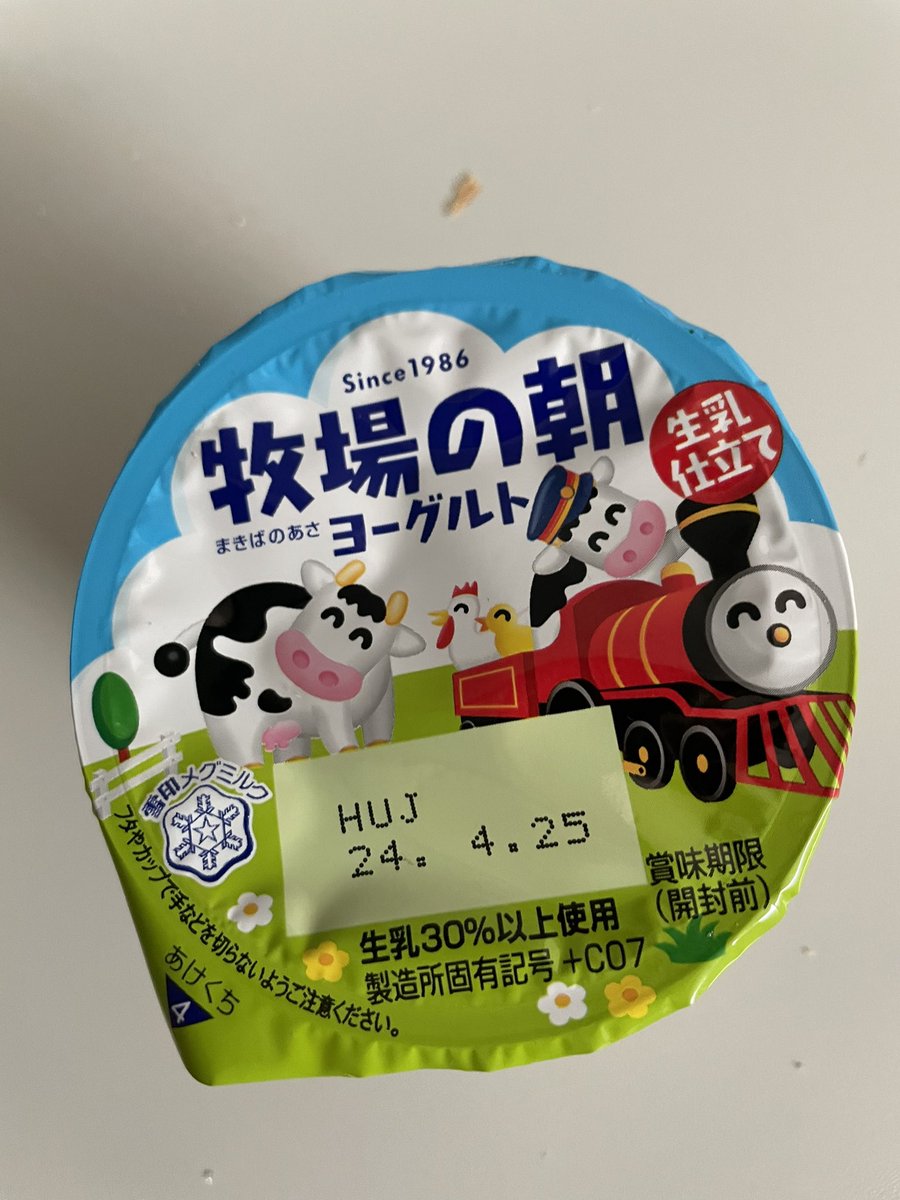 Since1986
牧場の朝
まきばのあさ
ヨーグルト
生乳
仕立て
雪印メグミルク
HUJ
24. 4.25
賞味期限
(開封前)
生乳30%以上使用
製造所固有記号+C07
フタやカップで手などを切らないようご注意ください。
あけくち
4